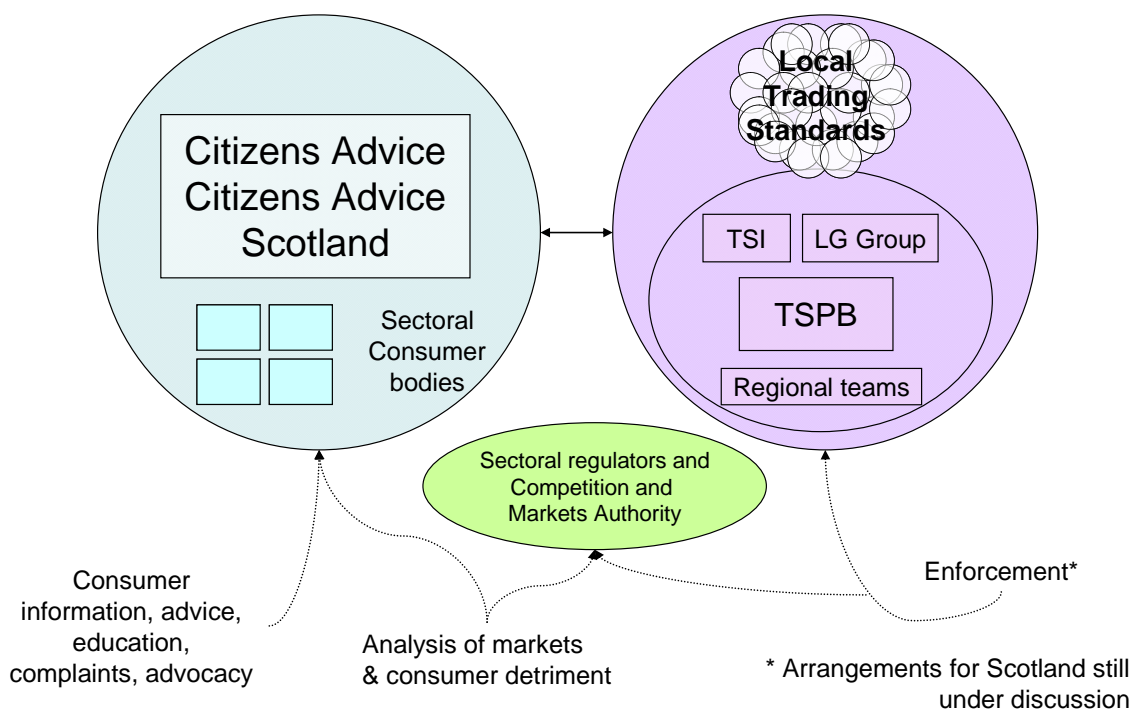 Citizens Advice
Citizens Advice
Scotland
Sectoral
Consumer
bodies
Local
Trading
Standards
TSI
LG Group
TSPB
Regional teams
Sectoral regulators and
Competition and
Markets Authority
Consumer
information, advice,
education,
complaints, advocacy
Analysis of markets
& consumer detriment
Enforcement*
* Arrangements for Scotland still
under discussion